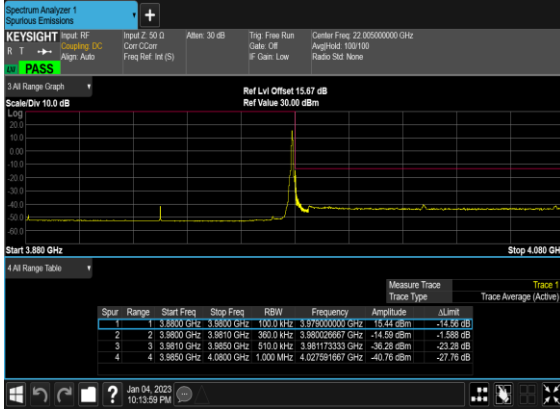 Spectrum Analyzer 1
Spurious Emissions
+
KEYSIGHT Input: RF Input Z: 50 Ω Atten: 30 dB Trig: Free Run Center Freq: 22.005000000 GHz
R T Coupling: DC Corr CCorr Gate: Off Avg|Hold: 100/100
Align: Auto Freq Ref: Int (S) IF Gain: Low Radio Std: None
PASS
3 All Range Graph
Ref Lvl Offset 15.67 dB
Scale/Div 10.0 dB Ref Value 30.00 dBm
Log
20.0
10.0
0.00
-10.0
-20.0
-30.0
-40.0
-50.0
-60.0
Start 3.880 GHz Stop 4.080 GH
4 All Range Table
Measure Trace Trace 1
Trace Type Trace Average (Active)
Spur Range Start Freq Stop Freq RBW Frequency Amplitude ΔLimit
1 1 3.8800 GHz 3.9800 GHz 100.0 kHz 3.979000000 GHz 15.44 dBm -14.56 dB
2 2 3.9800 GHz 3.9810 GHz 360.0 kHz 3.980026667 GHz -14.59 dBm -1.588 dB
3 3 3.9810 GHz 3.9850 GHz 510.0 kHz 3.981173333 GHz -36.28 dBm -23.28 dB
4 4 3.9850 GHz 4.0800 GHz 1.000 MHz 4.027591667 GHz -40.76 dBm -27.76 dB
?
Jan 04, 2023
10:13:59 PM